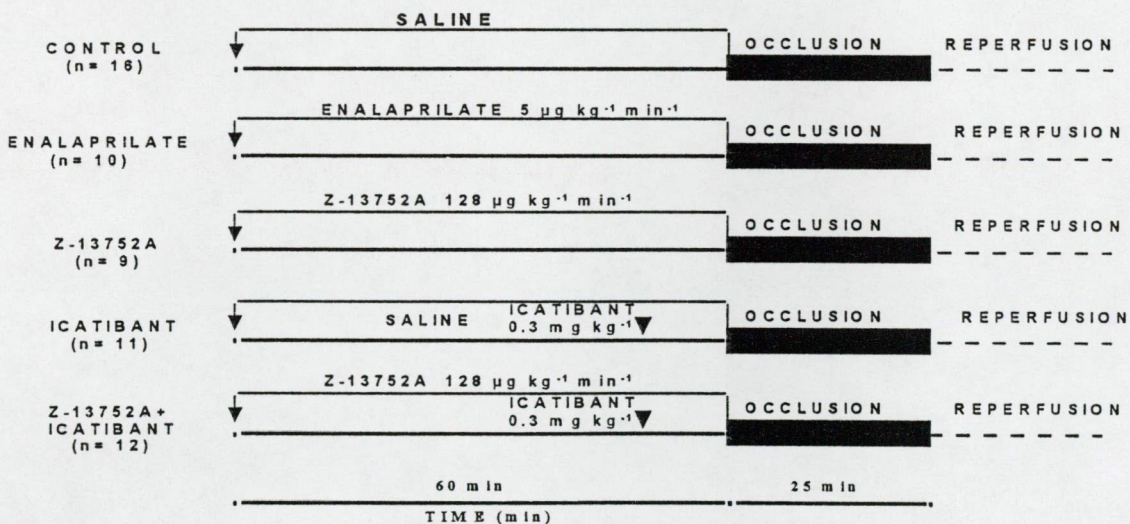 SALINE
CONTROL
(n= 16)
OCCLUSION
REPERFUSION
ENALAPRILATE 5 µg kg⁻¹ min⁻¹
ENALAPRILATE
(n= 10)
OCCLUSION
REPERFUSION
Z-13752A 128 µg kg⁻¹ min⁻¹
Z-13752A
(n= 9)
OCCLUSION
REPERFUSION
ICATIBANT
(n= 11)
SALINE
ICATIBANT
0.3 mg kg⁻¹
OCCLUSION
REPERFUSION
Z-13752A 128 µg kg⁻¹ min⁻¹
Z-13752A+
ICATIBANT
(n= 12)
ICATIBANT
0.3 mg kg⁻¹
OCCLUSION
REPERFUSION
60 min
25 min
TIME (min)